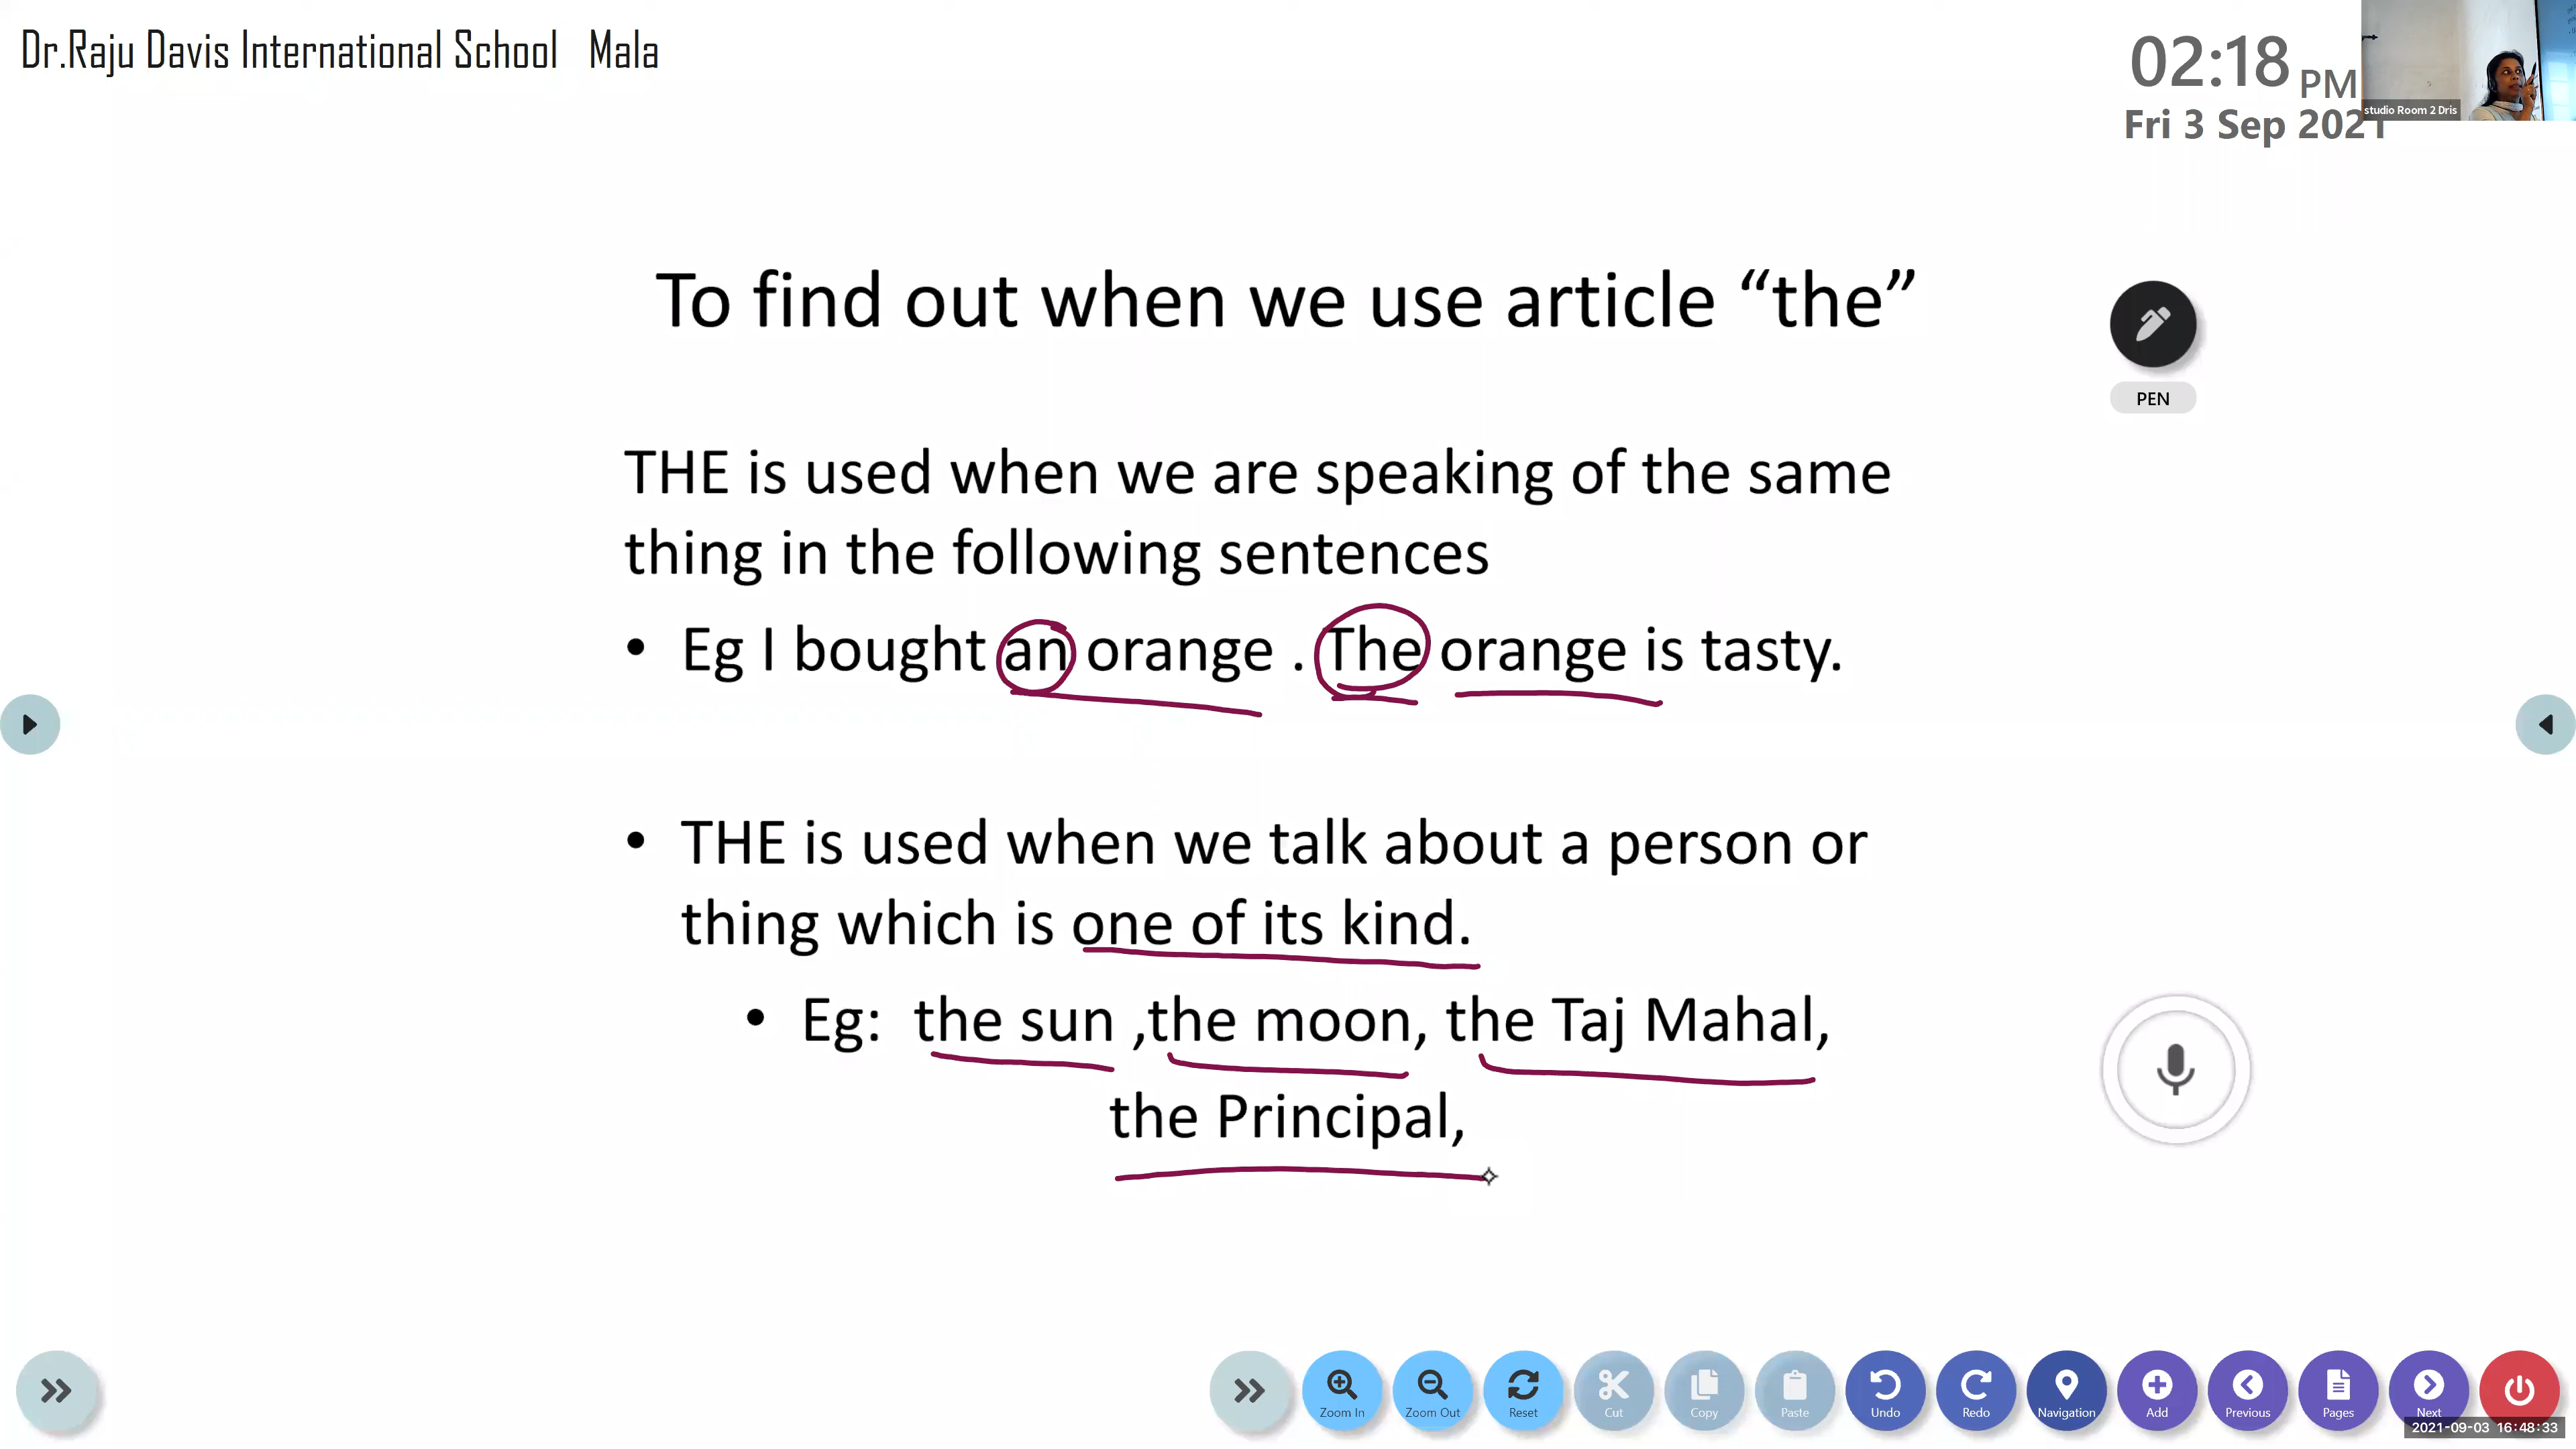 Dr.Raju Davis International School Mala
02:18 PM
Fri 3 Sep 2021
studio Room 2 Dris
To find out when we use article “the”
PEN
THE is used when we are speaking of the same
thing in the following sentences
• Eg I bought an orange . The orange is tasty.
• THE is used when we talk about a person or
thing which is one of its kind.
• Eg: the sun ,the moon, the Taj Mahal,
the Principal,
Zoom In Zoom Out Reset Cut Copy Paste Undo Redo Navigation Add Previous Pages Next
2021-09-03 16:48:33